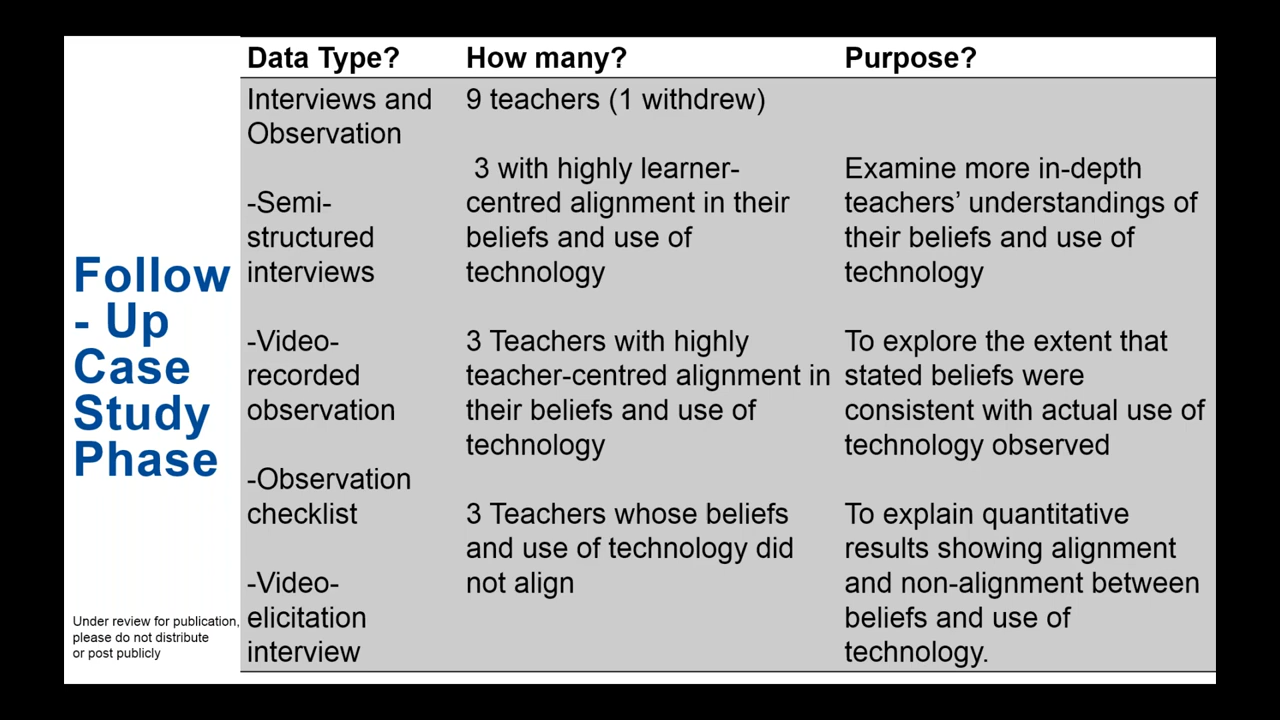 Follow
- Up
Case
Study
Phase
Under review for publication,
please do not distribute
or post publicly
Data Type?
Interviews and
Observation
-Semi-
structured
interviews
-Video-
recorded
observation
-Observation
checklist
-Video-
elicitation
interview
How many?
9 teachers (1 withdrew)
3 with highly learner-
centred alignment in their
beliefs and use of
technology
3 Teachers with highly
teacher-centred alignment in
their beliefs and use of
technology
3 Teachers whose beliefs
and use of technology did
not align
Purpose?
Examine more in-depth
teachers’ understandings of
their beliefs and use of
technology
To explore the extent that
stated beliefs were
consistent with actual use of
technology observed
To explain quantitative
results showing alignment
and non-alignment between
beliefs and use of
technology.